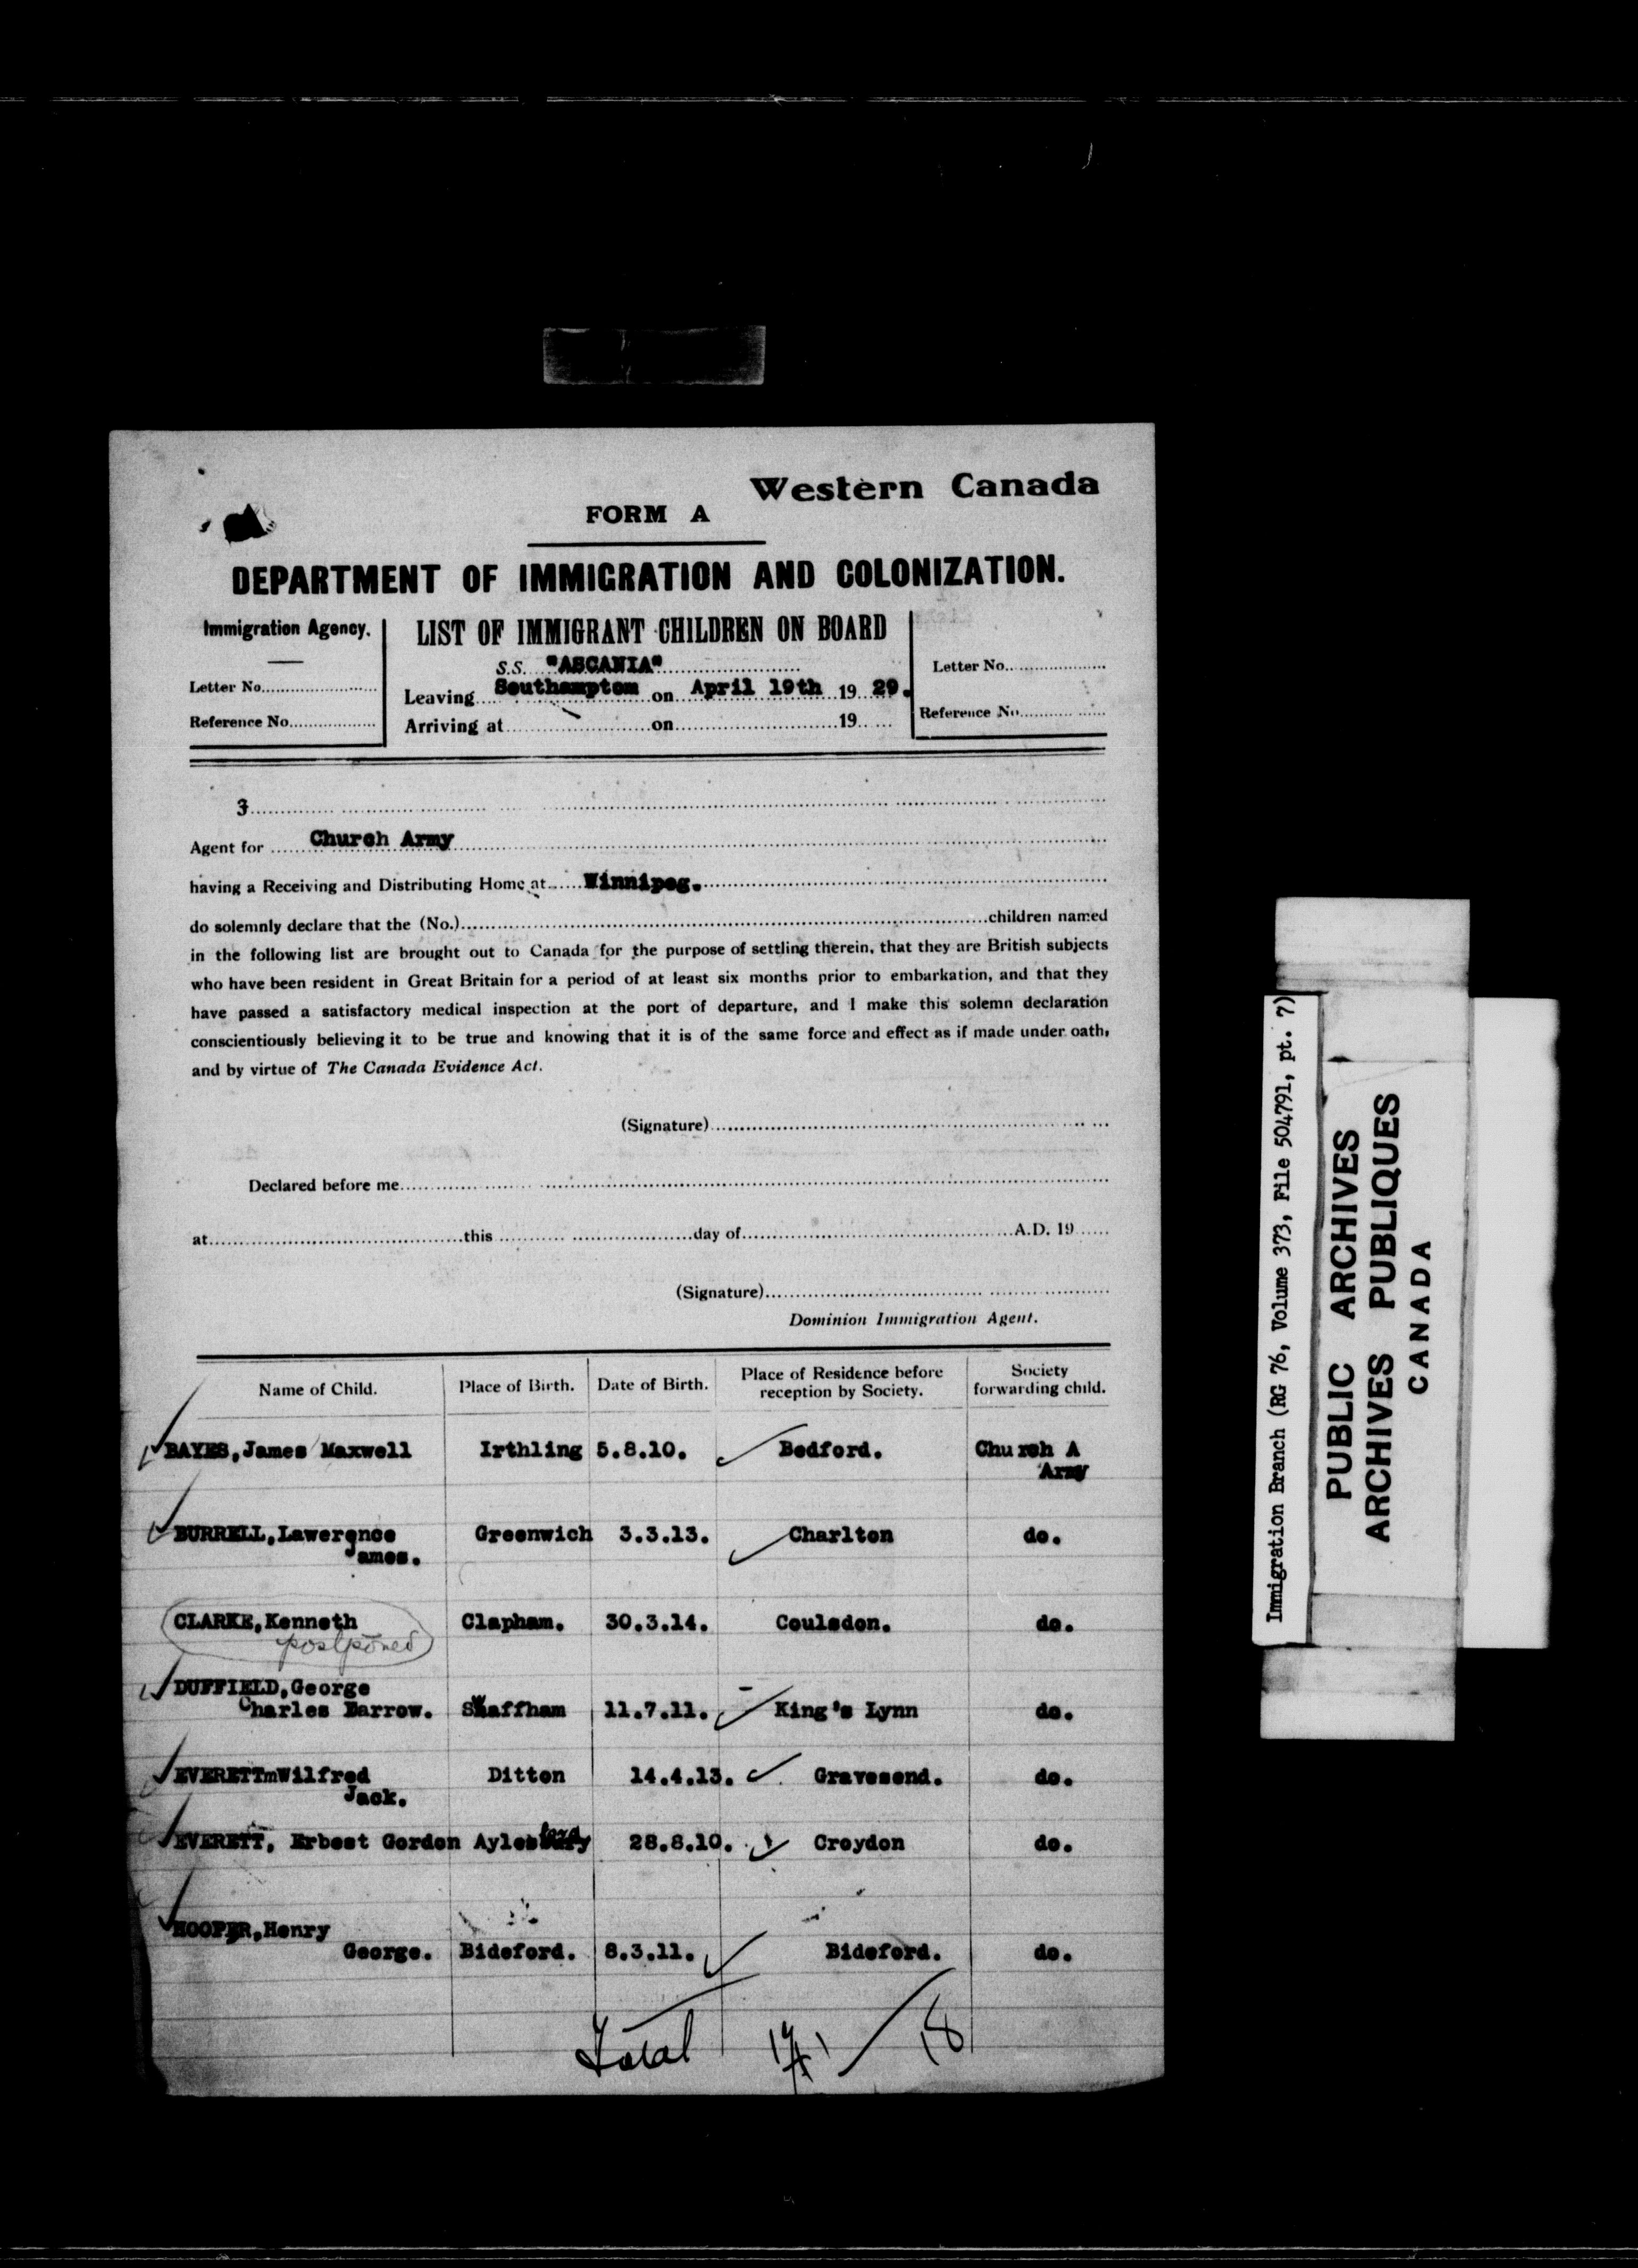 Western Canada
FORM A
DEPARTMENT OF IMMIGRATION AND COLONIZATION.
Immigration Agency.
Letter No.
Reference No.
LIST OF IMMIGRANT CHILDREN ON BOARD
S.S. "ASCANIA"
Leaving Southampton on April 19th 19 29.
Arriving at on 19
Letter No.
Reference No.
3
Agent for Church Army
having a Receiving and Distributing Home at Winnipeg.
do solemnly declare that the (No.) children named
in the following list are brought out to Canada for the purpose of settling therein, that they are British subjects
who have been resident in Great Britain for a period of at least six months prior to embarkation, and that they
have passed a satisfactory medical inspection at the port of departure, and I make this solemn declaration
conscientiously believing it to be true and knowing that it is of the same force and effect as if made under oath,
and by virtue of The Canada Evidence Act.
(Signature)
Declared before me
at this day of A.D. 19
(Signature)
Dominion Immigration Agent.
Name of Child. Place of Birth. Date of Birth. Place of Residence before reception by Society. Society forwarding child.
BAYES, James Maxwell Irthling 5.8.10. Bedford. Church A
Army
BURRELL, Lawerence Greenwich 3.3.13. Charlton do.
James.
CLARKE, Kenneth Clapham. 30.3.14. Coulsdon. do.
postponed
DUFFIELD, George
Charles Barrow. Swaffham 11.7.11. King's Lynn do.
EVERETTmWilfred Ditton 14.4.13. Gravesend. do.
Jack.
EVERETT, Erbest Gordon Aylesford 28.8.10. Croydon do.
HOOPER, Henry
George. Bideford. 8.3.11. Bideford. do.
Total 18
Immigration Branch (RG 76, Volume 373, File 504791, pt. 7)
PUBLIC ARCHIVES
ARCHIVES PUBLIQUES
CANADA